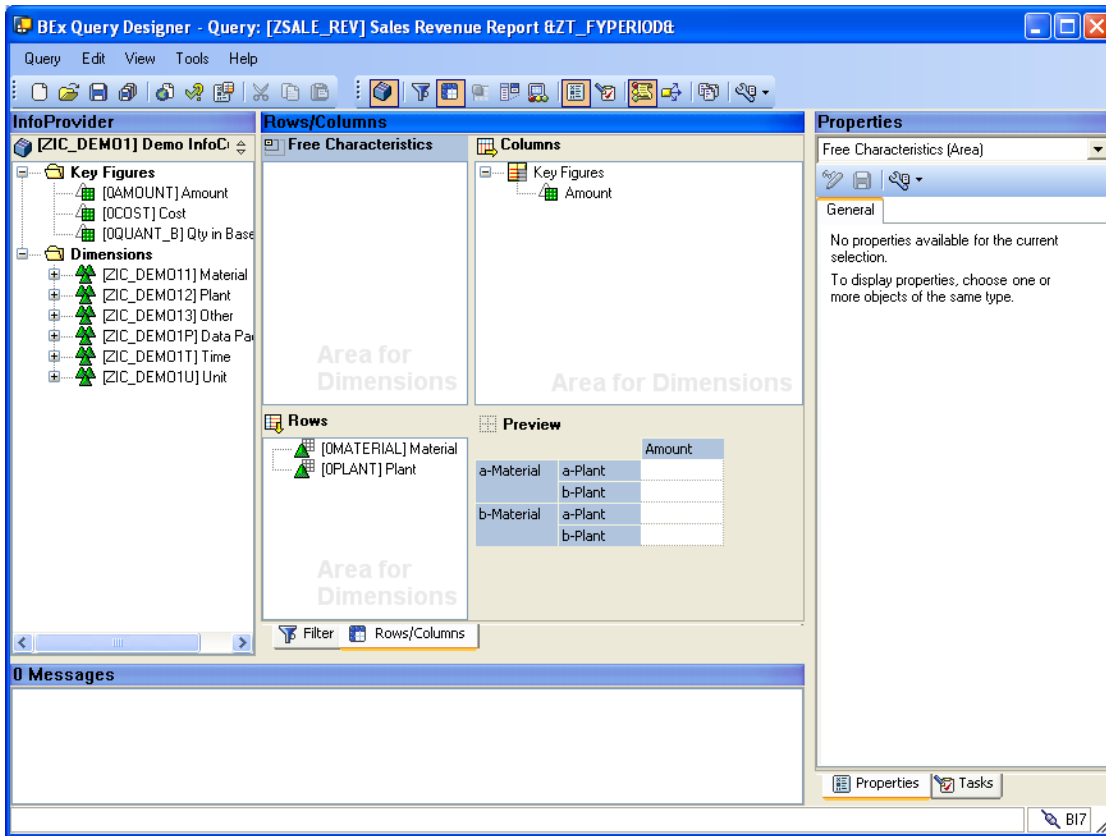 BEx Query Designer - Query: [ZSALE_REV] Sales Revenue Report &ZT_FYPERIOD&
Query Edit View Tools Help
InfoProvider
[ZIC_DEMO1] Demo InfoC
Key Figures
[0AMOUNT] Amount
[0COST] Cost
[0QUANT_B] Qty in Base
Dimensions
[ZIC_DEMO11] Material
[ZIC_DEMO12] Plant
[ZIC_DEMO13] Other
[ZIC_DEMO1P] Data Pa
[ZIC_DEMO1T] Time
[ZIC_DEMO1U] Unit
Rows/Columns
Free Characteristics
Area for
Dimensions
Columns
Key Figures
Amount
Area for Dimensions
Rows
[0MATERIAL] Material
[0PLANT] Plant
Area for
Dimensions
Preview
Amount
a-Material a-Plant
b-Plant
b-Material a-Plant
b-Plant
Filter Rows/Columns
Properties
Free Characteristics (Area)
General
No properties available for the current
selection.
To display properties, choose one or
more objects of the same type.
Properties Tasks
0 Messages
BI7